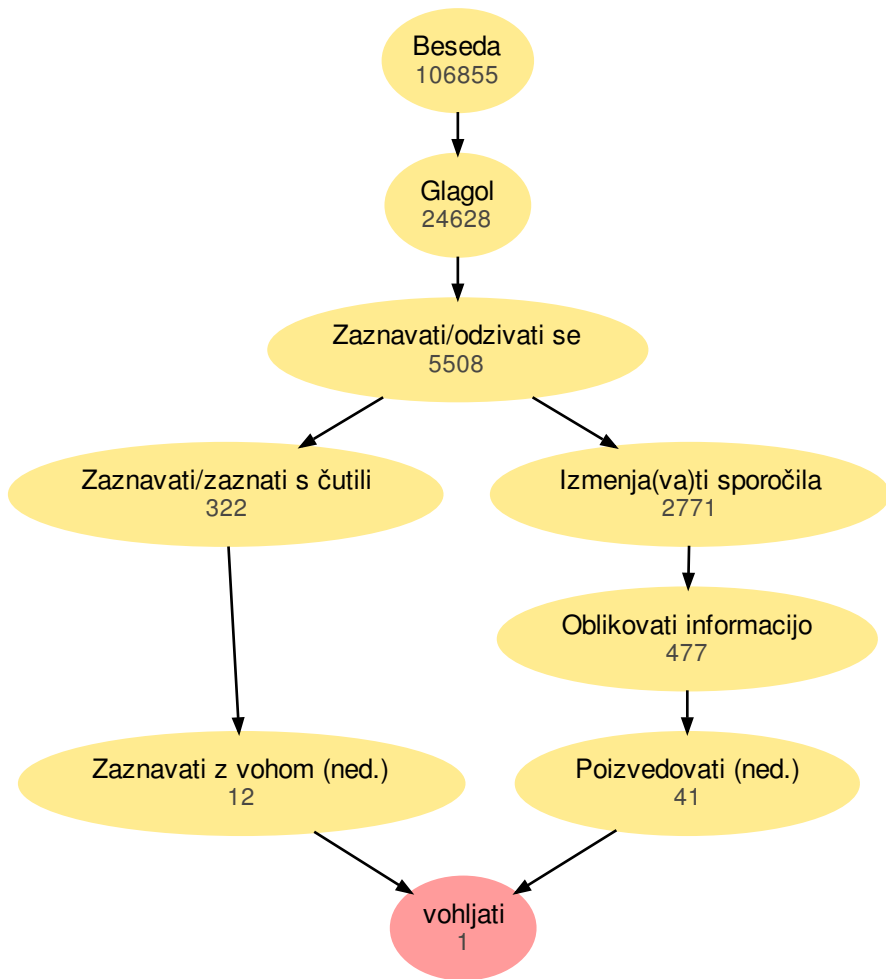 Beseda
106855
Glagol
24628
Zaznavati/odzivati se
5508
Zaznavati/zaznati s čutili
322
Izmenja(va)ti sporočila
2771
Oblikovati informacijo
477
Zaznavati z vohom (ned.)
12
Poizvedovati (ned.)
41
vohljati
1